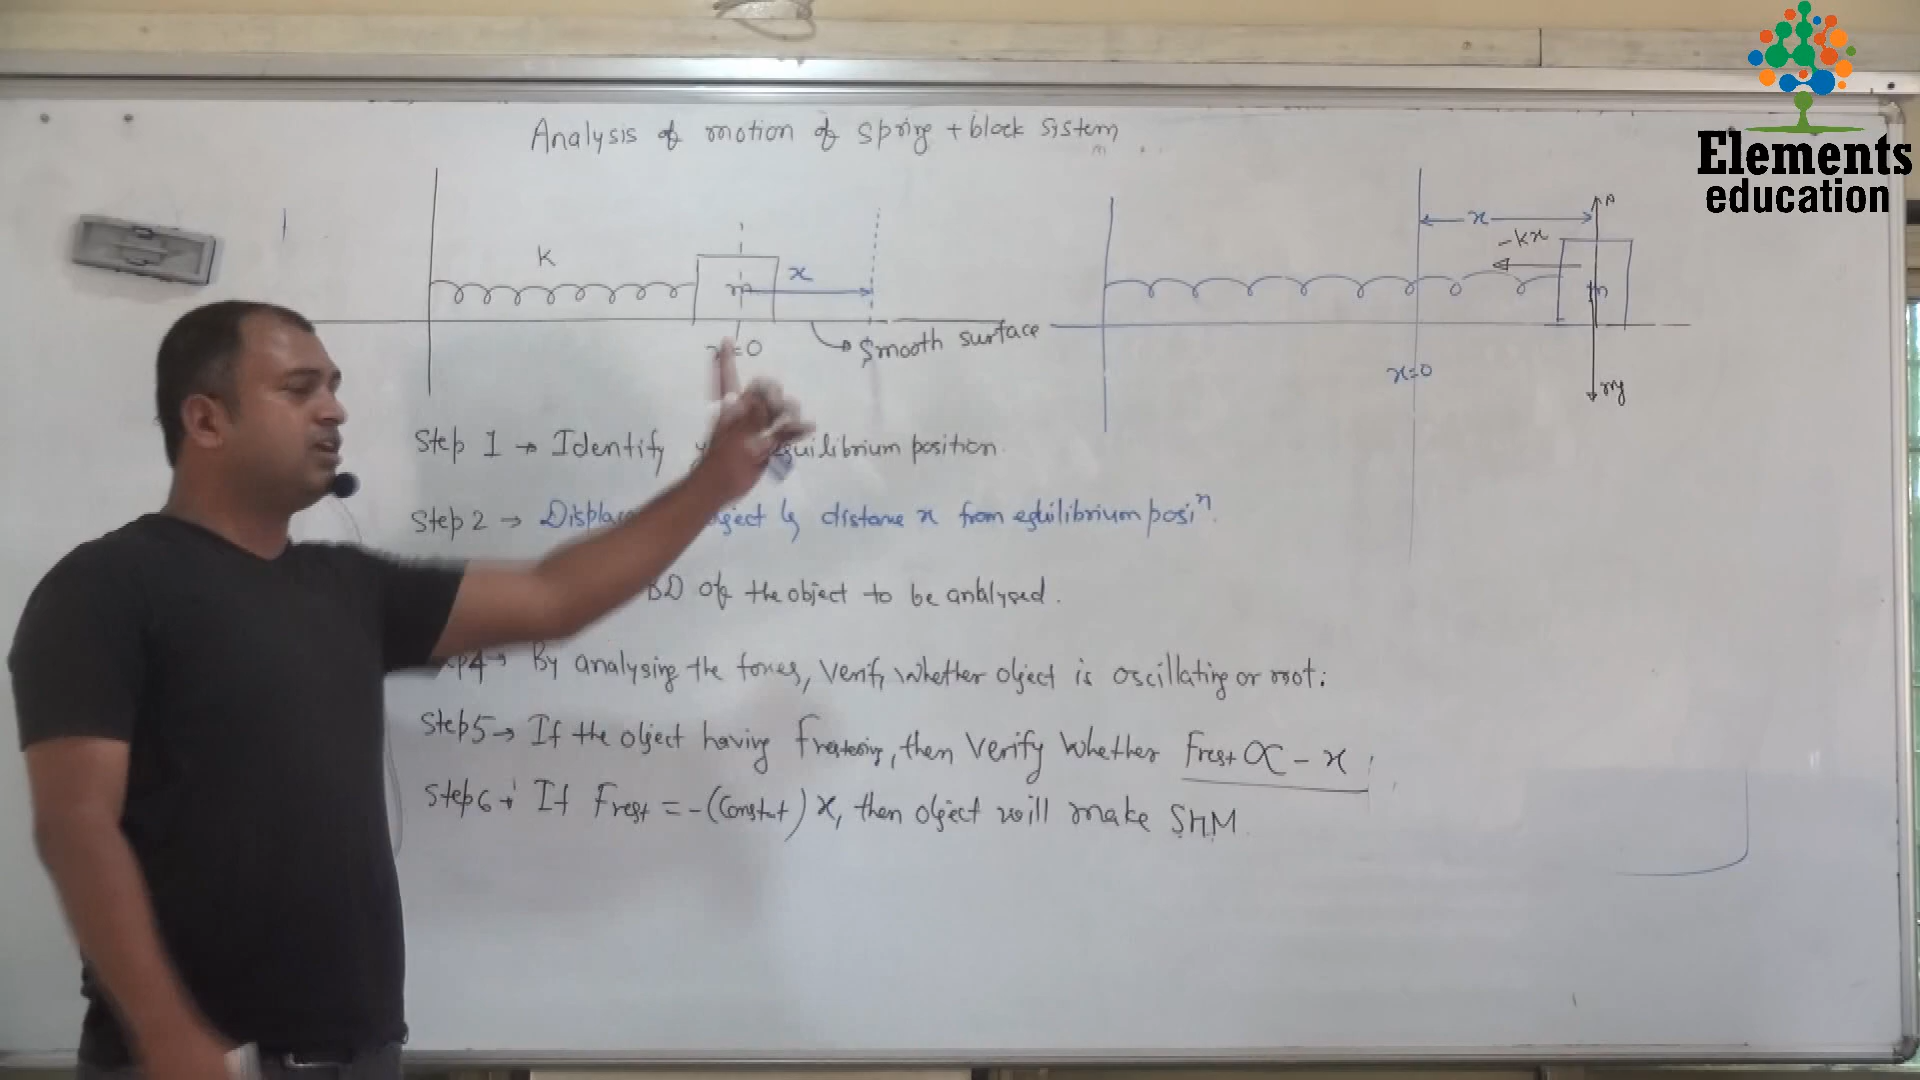 Analysis of motion of spring + block system
Elements
education
K
m
x
x=0
Smooth surface
x
-kx
m
x=0
mg
Step 1 → Identify equilibrium position.
Step 2 → object by distance x from equilibrium posiⁿ.
of the object to be analysed.
By analysing the forces, verify whether object is oscillating or not.
Step5→ If the object having Frestoring, then verify whether Frest ∝ - x
Step6 → If Frest = -(Constant) x, then object will make SHM